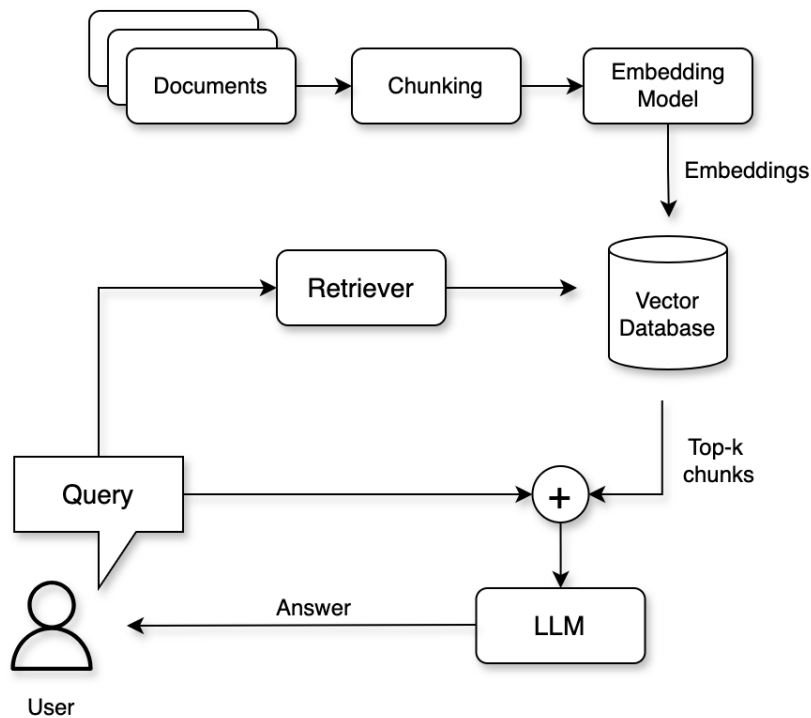 Documents
Chunking
Embedding
Model
Embeddings
Retriever
Vector
Database
Top-k
chunks
Query
+
Answer
LLM
User